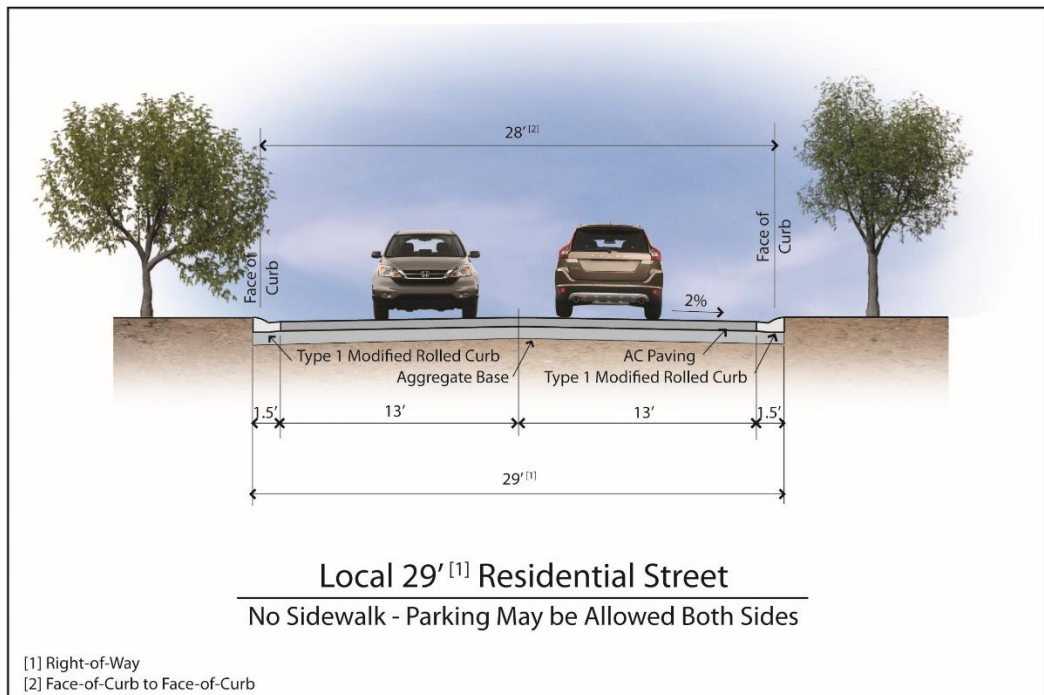 28' [2]
Face of
Curb
Face of
Curb
2%
Type 1 Modified Rolled Curb
AC Paving
Aggregate Base
Type 1 Modified Rolled Curb
1.5'
13'
13'
1.5'
29' [1]
Local 29' [1] Residential Street
No Sidewalk - Parking May be Allowed Both Sides
[1] Right-of-Way
[2] Face-of-Curb to Face-of-Curb